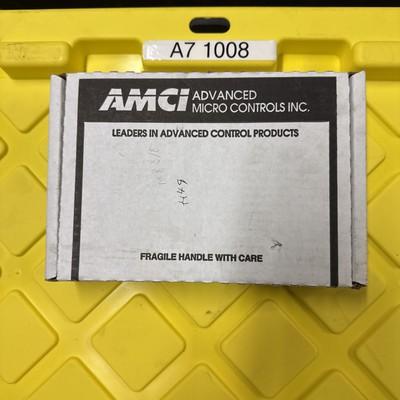 A7 1008
AMCI ADVANCED
MICRO CONTROLS INC.
LEADERS IN ADVANCED CONTROL PRODUCTS
FRAGILE HANDLE WITH CARE